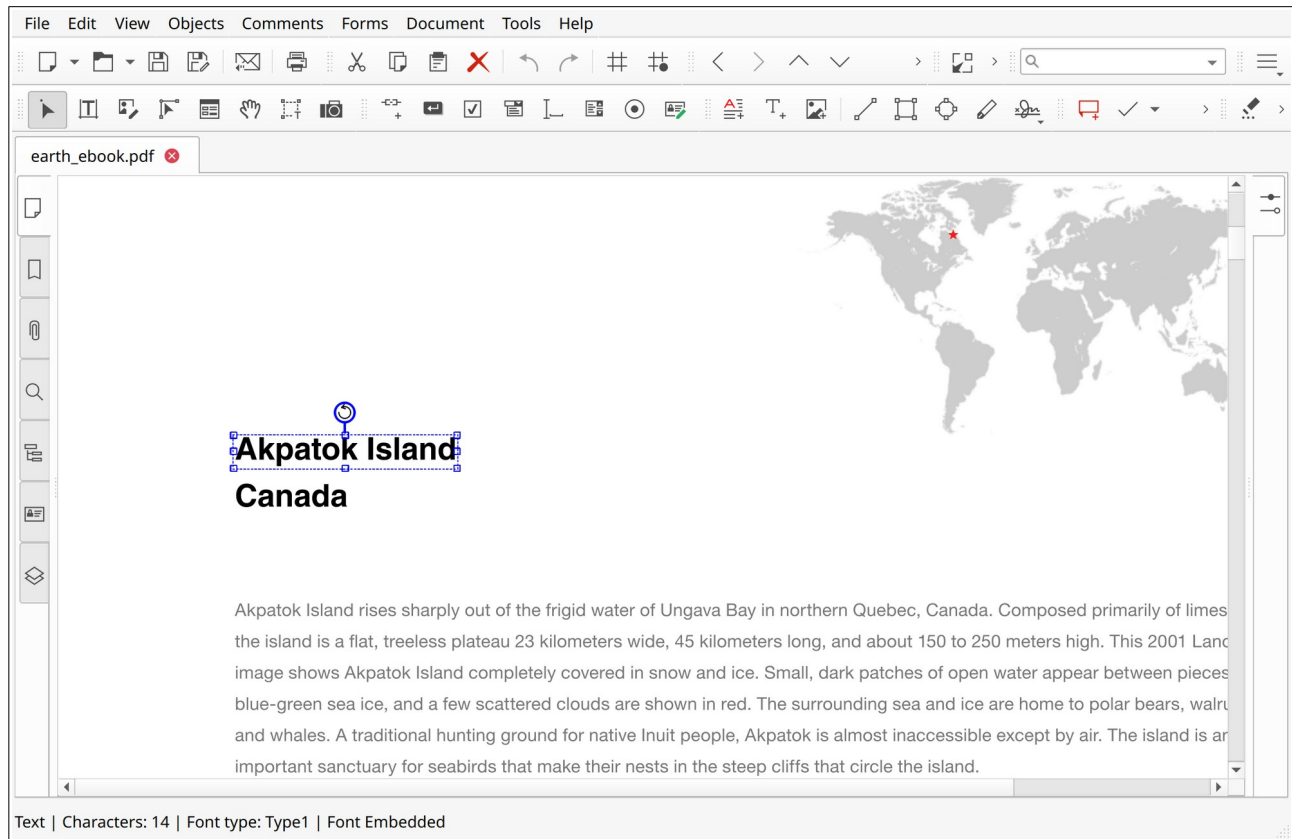 File Edit View Objects Comments Forms Document Tools Help
earth_ebook.pdf
Akpatok Island
Canada
Akpatok Island rises sharply out of the frigid water of Ungava Bay in northern Quebec, Canada. Composed primarily of limes
the island is a flat, treeless plateau 23 kilometers wide, 45 kilometers long, and about 150 to 250 meters high. This 2001 Land
image shows Akpatok Island completely covered in snow and ice. Small, dark patches of open water appear between pieces
blue-green sea ice, and a few scattered clouds are shown in red. The surrounding sea and ice are home to polar bears, walru
and whales. A traditional hunting ground for native Inuit people, Akpatok is almost inaccessible except by air. The island is an
important sanctuary for seabirds that make their nests in the steep cliffs that circle the island.
Text | Characters: 14 | Font type: Type1 | Font Embedded